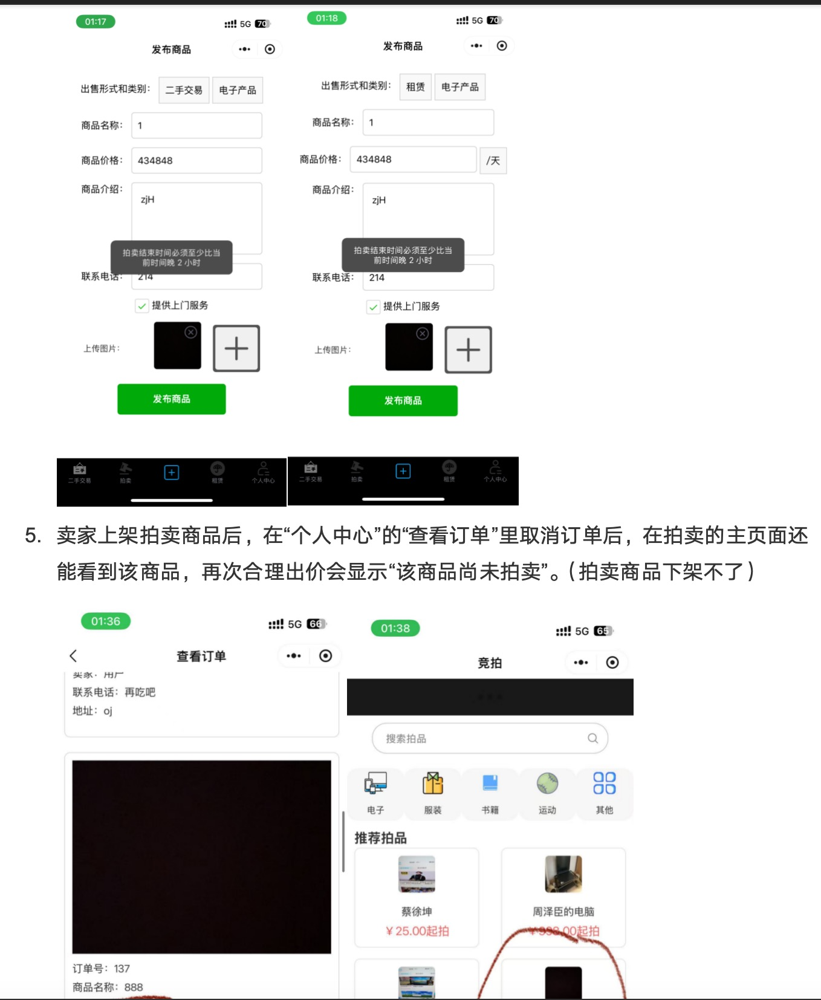 01:17
5G 70
发布商品
出售形式和类别： 二手交易 电子产品
商品名称： 1
商品价格： 434848
商品介绍： zjH
拍卖结束时间必须至少比当
前时间晚 2 小时
联系电话： 214
提供上门服务
上传图片：
发布商品
二手交易 拍卖 租赁 个人中心
01:18
5G 70
发布商品
出售形式和类别： 租赁 电子产品
商品名称： 1
商品价格： 434848 /天
商品介绍： zjH
拍卖结束时间必须至少比当
前时间晚 2 小时
联系电话： 214
提供上门服务
上传图片：
发布商品
二手交易 拍卖 租赁 个人中心
5. 卖家上架拍卖商品后，在“个人中心”的“查看订单”里取消订单后，在拍卖的主页面还
能看到该商品，再次合理出价会显示“该商品尚未拍卖”。（拍卖商品下架不了）
01:36
5G 66
查看订单
卖家：用户
联系电话：再吃吧
地址：oj
订单号：137
商品名称：888
01:38
5G 65
竞拍
搜索拍品
电子 服装 书籍 运动 其他
推荐拍品
蔡徐坤
¥25.00起拍
周泽臣的电脑
¥998.00起拍